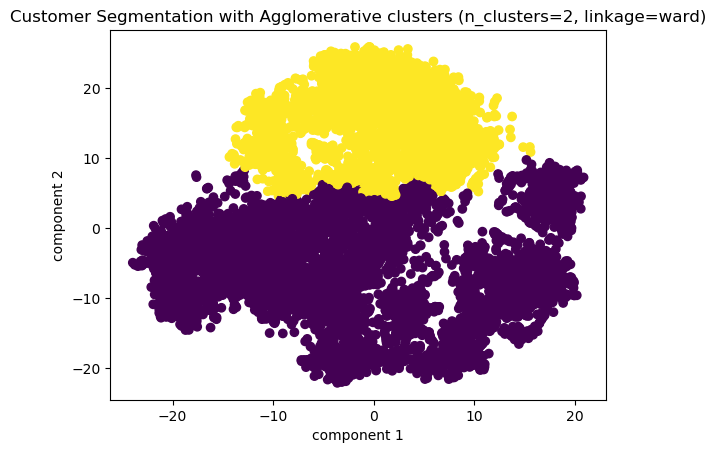 Customer Segmentation with Agglomerative clusters (n_clusters=2, linkage=ward)
component 2
20
10
0
−10
−20
−20 −10 0 10 20
component 1